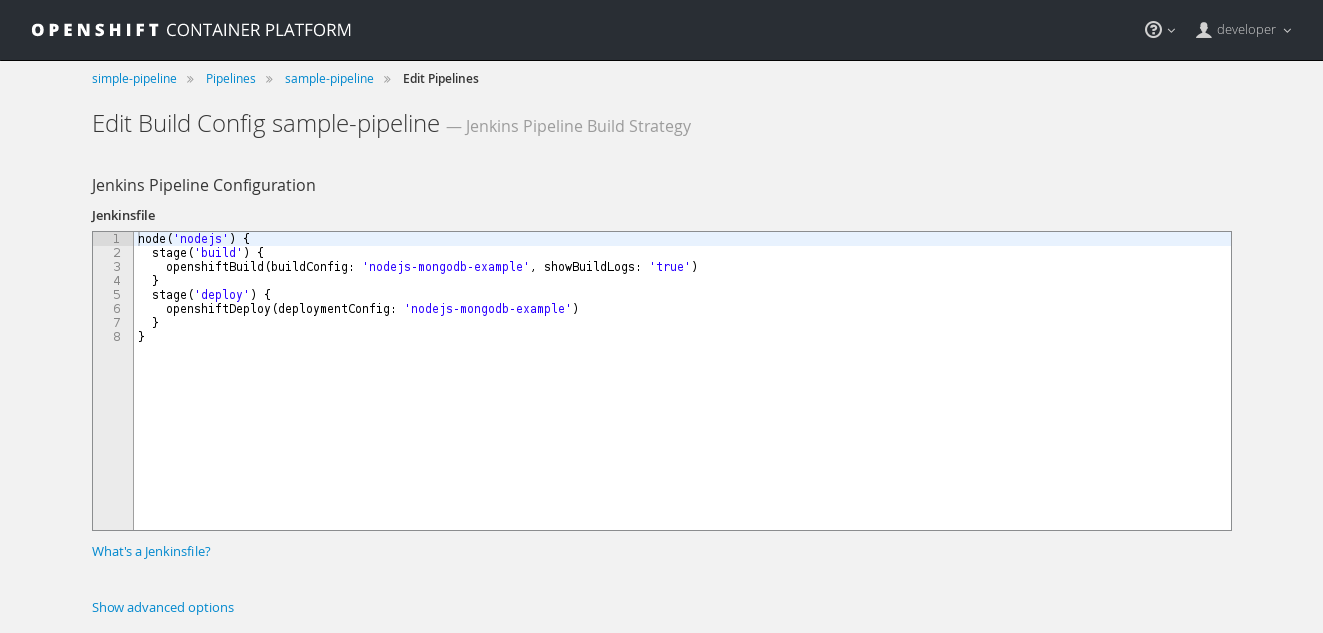 OPENSHIFT CONTAINER PLATFORM
developer
simple-pipeline » Pipelines » sample-pipeline » Edit Pipelines
Edit Build Config sample-pipeline — Jenkins Pipeline Build Strategy
Jenkins Pipeline Configuration
Jenkinsfile
1 node('nodejs') {
2   stage('build') {
3     openshiftBuild(buildConfig: 'nodejs-mongodb-example', showBuildLogs: 'true')
4   }
5   stage('deploy') {
6     openshiftDeploy(deploymentConfig: 'nodejs-mongodb-example')
7   }
8 }
What's a Jenkinsfile?
Show advanced options